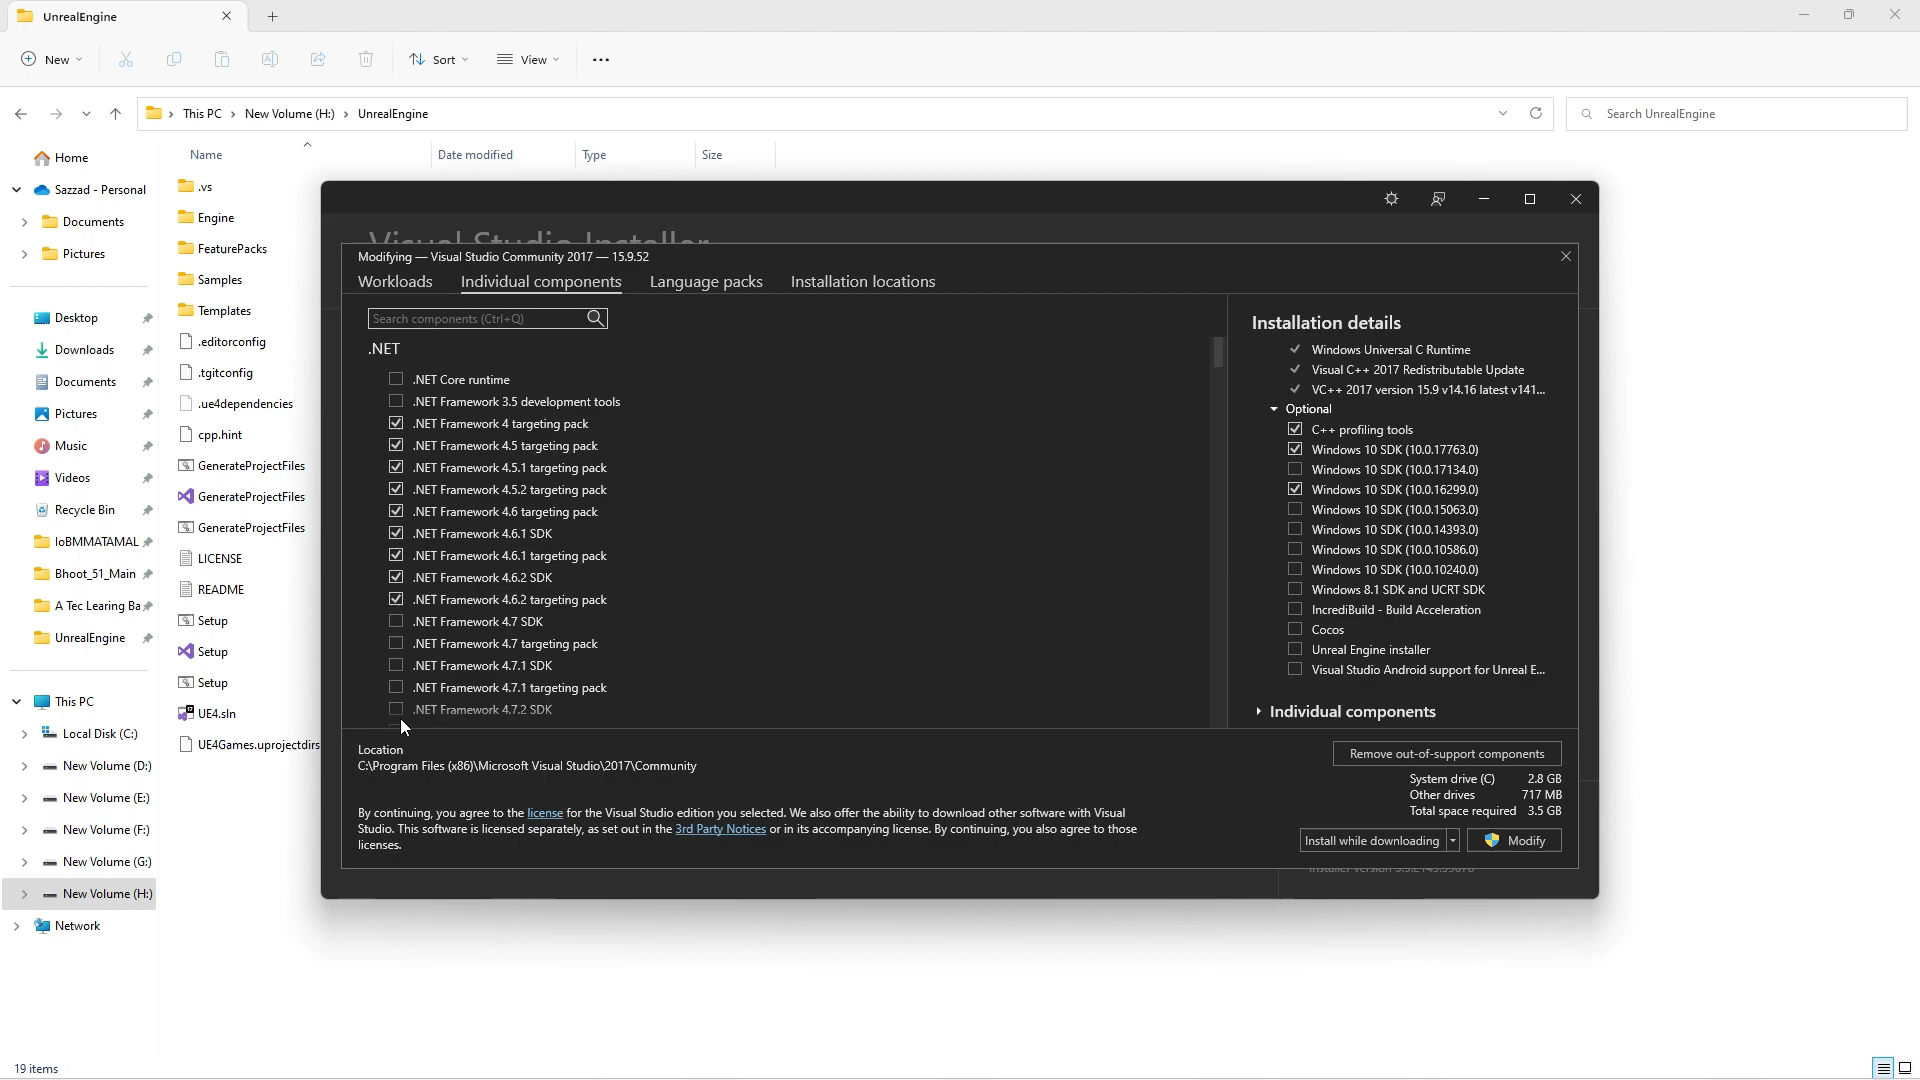 UnrealEngine
New
Sort
View
This PC
New Volume (H:)
UnrealEngine
Search UnrealEngine
Home
Sazzad - Personal
Documents
Pictures
Desktop
Downloads
Documents
Pictures
Music
Videos
Recycle Bin
IoBMMATAMAL
Bhoot_51_Main
A Tec Learing Ba
UnrealEngine
This PC
Local Disk (C:)
New Volume (D:)
New Volume (E:)
New Volume (F:)
New Volume (G:)
New Volume (H:)
Network
19 items
Name
Date modified
Type
Size
.vs
Engine
FeaturePacks
Samples
Templates
.editorconfig
.tgitconfig
.ue4dependencies
cpp.hint
GenerateProjectFiles
GenerateProjectFiles
GenerateProjectFiles
LICENSE
README
Setup
Setup
Setup
UE4.sln
UE4Games.uprojectdirs
Visual Studio Installer
Modifying — Visual Studio Community 2017 — 15.9.52
Workloads
Individual components
Language packs
Installation locations
Search components (Ctrl+Q)
.NET
.NET Core runtime
.NET Framework 3.5 development tools
.NET Framework 4 targeting pack
.NET Framework 4.5 targeting pack
.NET Framework 4.5.1 targeting pack
.NET Framework 4.5.2 targeting pack
.NET Framework 4.6 targeting pack
.NET Framework 4.6.1 SDK
.NET Framework 4.6.1 targeting pack
.NET Framework 4.6.2 SDK
.NET Framework 4.6.2 targeting pack
.NET Framework 4.7 SDK
.NET Framework 4.7 targeting pack
.NET Framework 4.7.1 SDK
.NET Framework 4.7.1 targeting pack
.NET Framework 4.7.2 SDK
Installation details
Windows Universal C Runtime
Visual C++ 2017 Redistributable Update
VC++ 2017 version 15.9 v14.16 latest v141...
Optional
C++ profiling tools
Windows 10 SDK (10.0.17763.0)
Windows 10 SDK (10.0.17134.0)
Windows 10 SDK (10.0.16299.0)
Windows 10 SDK (10.0.15063.0)
Windows 10 SDK (10.0.14393.0)
Windows 10 SDK (10.0.10586.0)
Windows 10 SDK (10.0.10240.0)
Windows 8.1 SDK and UCRT SDK
IncrediBuild - Build Acceleration
Cocos
Unreal Engine installer
Visual Studio Android support for Unreal E...
Individual components
Location
C:\Program Files (x86)\Microsoft Visual Studio\2017\Community
By continuing, you agree to the license for the Visual Studio edition you selected. We also offer the ability to download other software with Visual
Studio. This software is licensed separately, as set out in the 3rd Party Notices or in its accompanying license. By continuing, you also agree to those
licenses.
Remove out-of-support components
System drive (C) 2.8 GB
Other drives 717 MB
Total space required 3.5 GB
Install while downloading
Modify